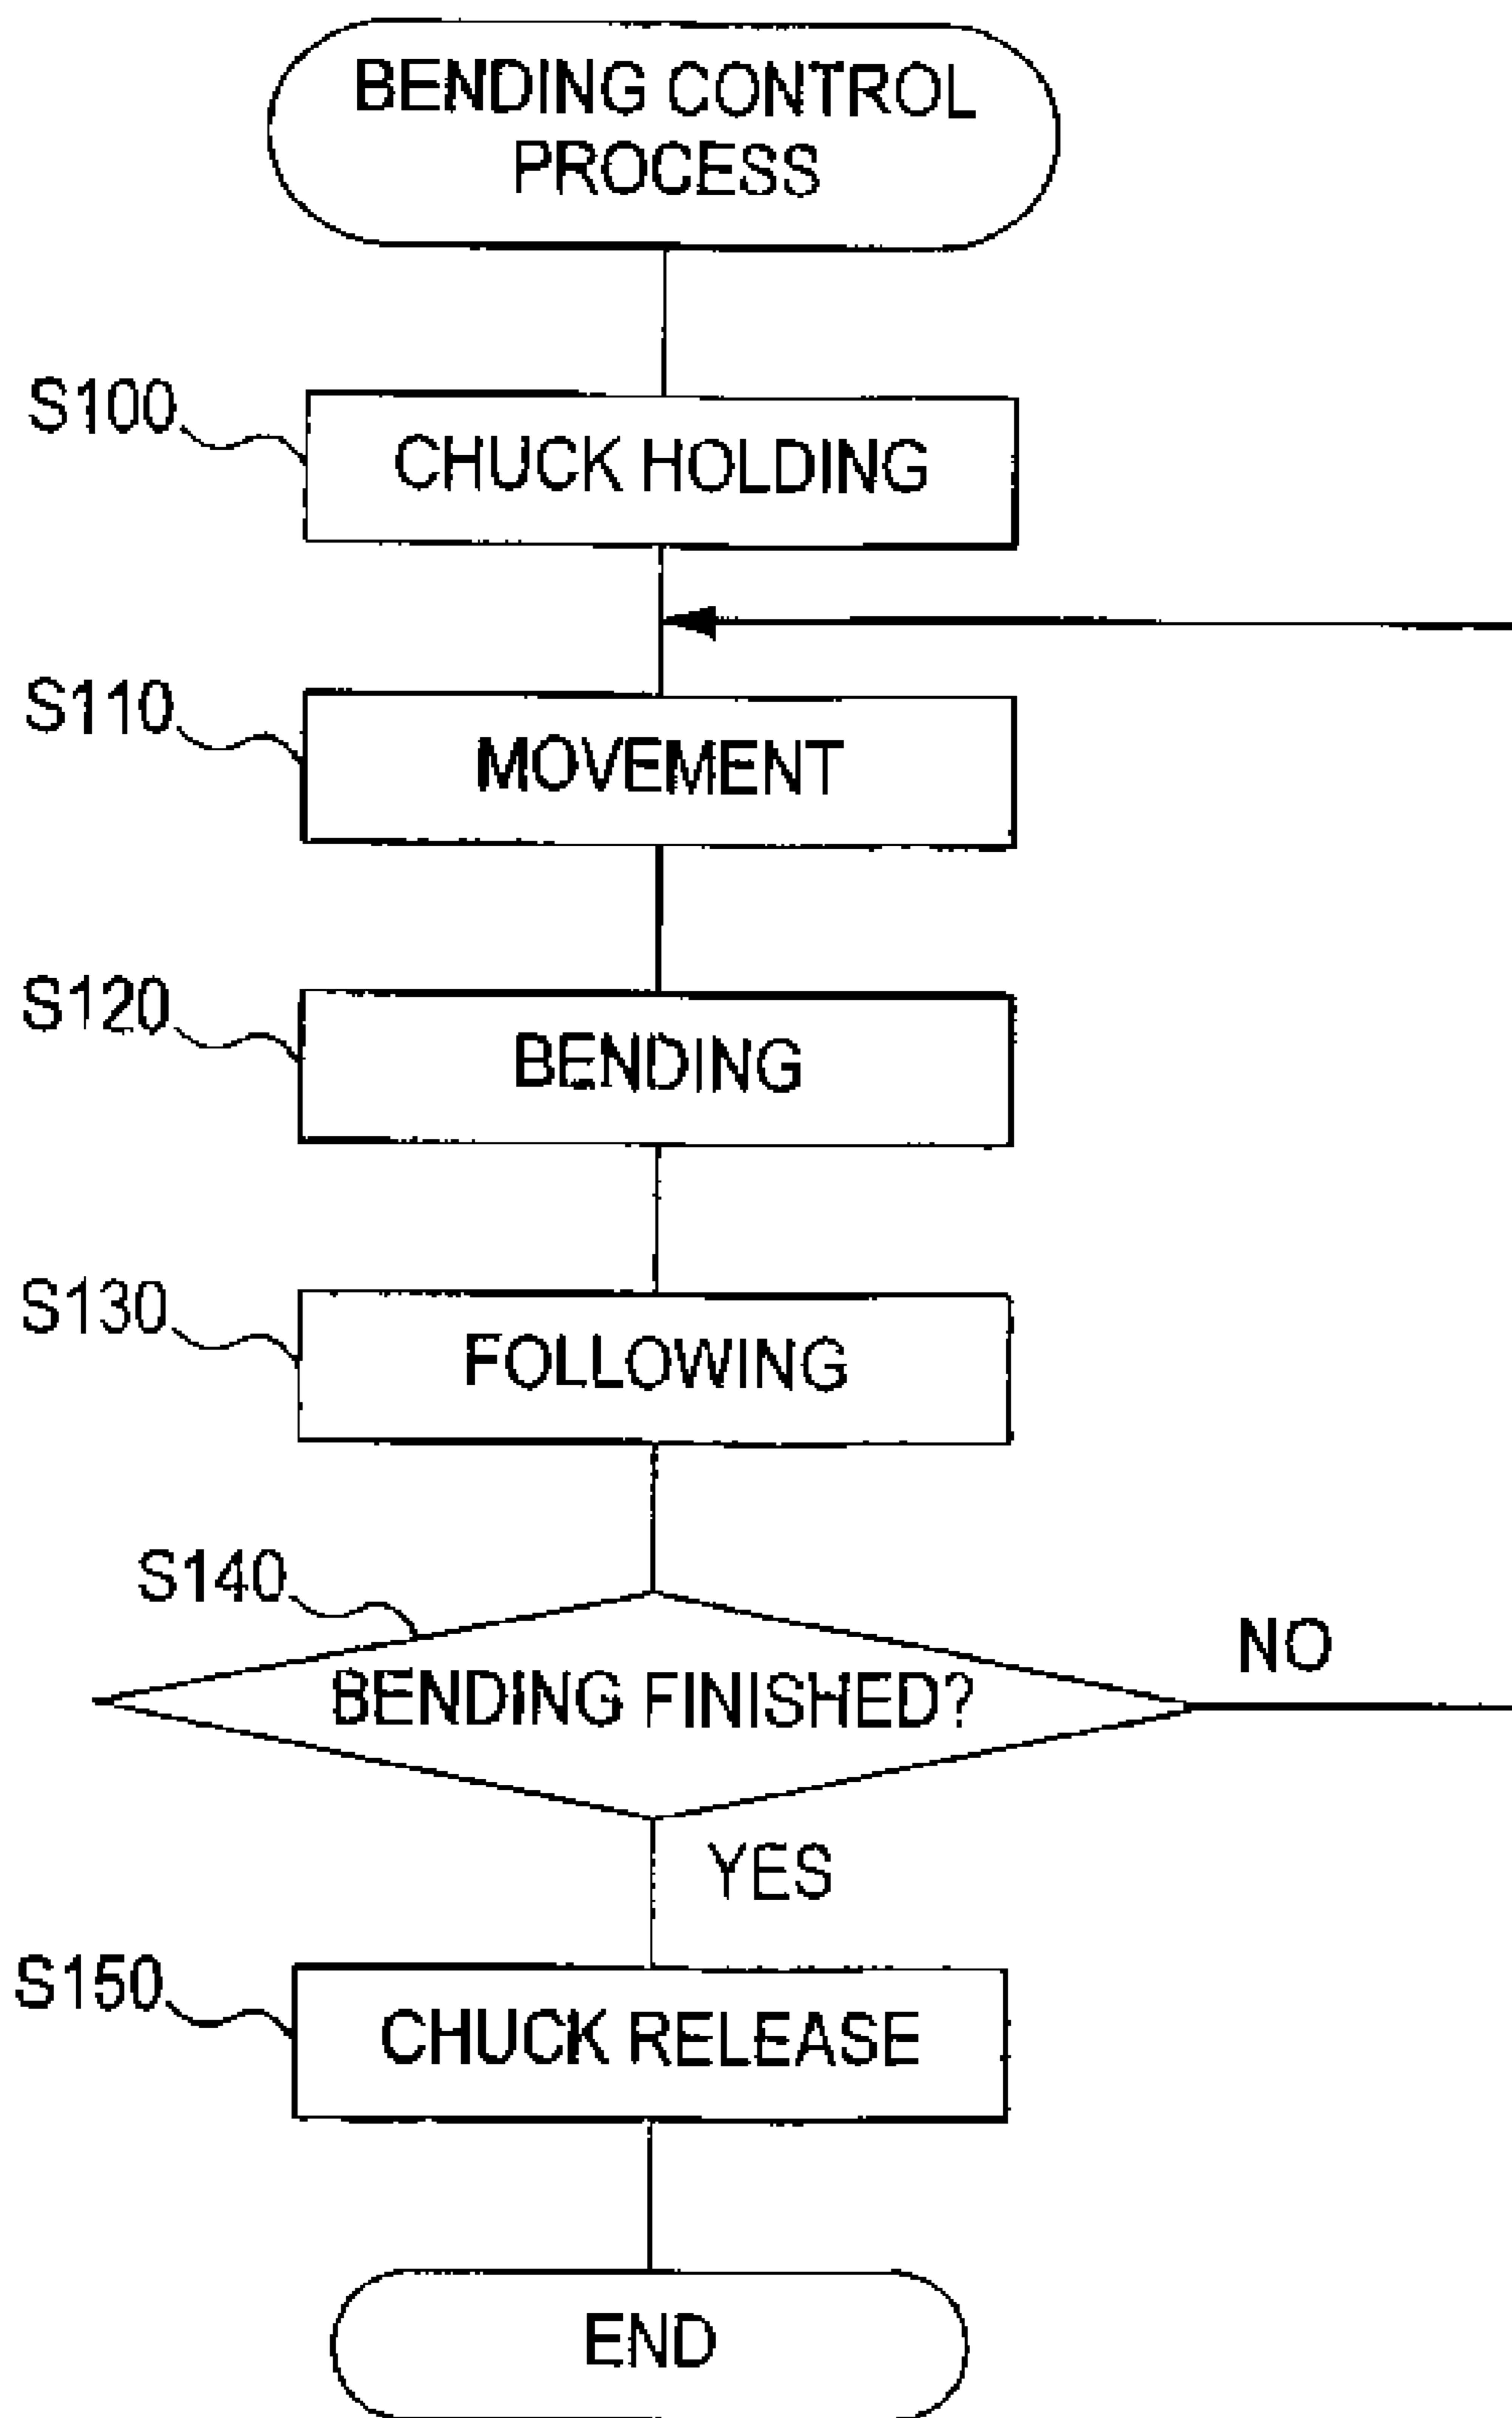 BENDING CONTROL
PROCESS
S100
CHUCK HOLDING
S110
MOVEMENT
S120
BENDING
S130
FOLLOWING
S140
BENDING FINISHED?
NO
YES
S150
CHUCK RELEASE
END